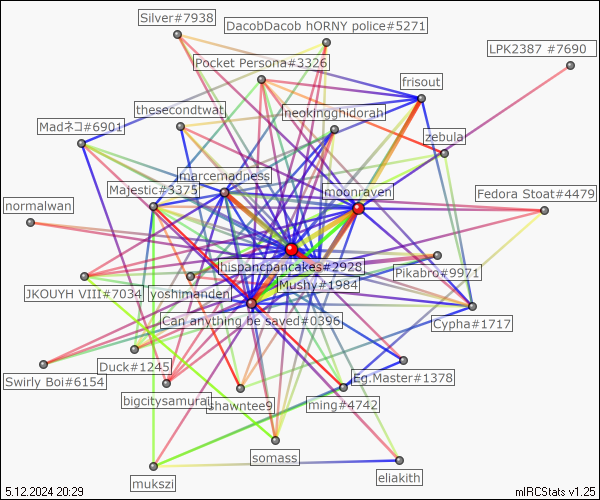 Silver#7938
DacobDacob hORNY police#5271
LPK2387 #7690
Pocket Persona#3326
frisout
thesecondtwat
neokingghidorah
Madネコ#6901
zebula
marcemadness
moonraven
Majestic#3375
Fedora Stoat#4479
normalwan
hispancpancakes#2928
Pikabro#9971
Mushy#1984
JKOUYH VIII#7034
yoshimanden
Can anything be saved#0396
Cypha#1717
Duck#1245
Swirly Boi#6154
Eg.Master#1378
bigcitysamurai
shawntee9
ming#4742
somass
mukszi
eliakith
5.12.2024 20:29
mIRCStats v1.25